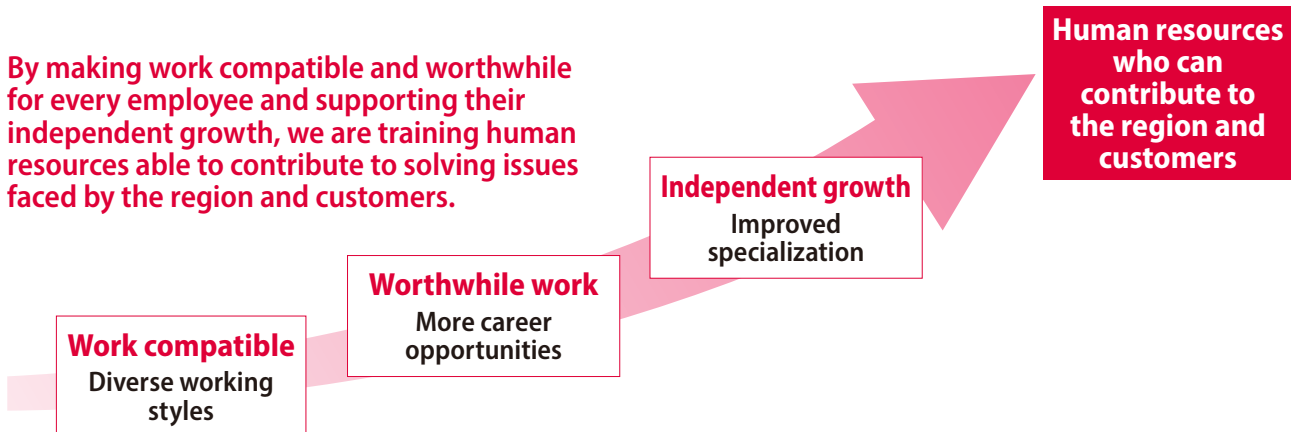 By making work compatible and worthwhile
for every employee and supporting their
independent growth, we are training human
resources able to contribute to solving issues
faced by the region and customers.
Work compatible
Diverse working
styles
Worthwhile work
More career
opportunities
Independent growth
Improved
specialization
Human resources
who can
contribute to
the region and
customers